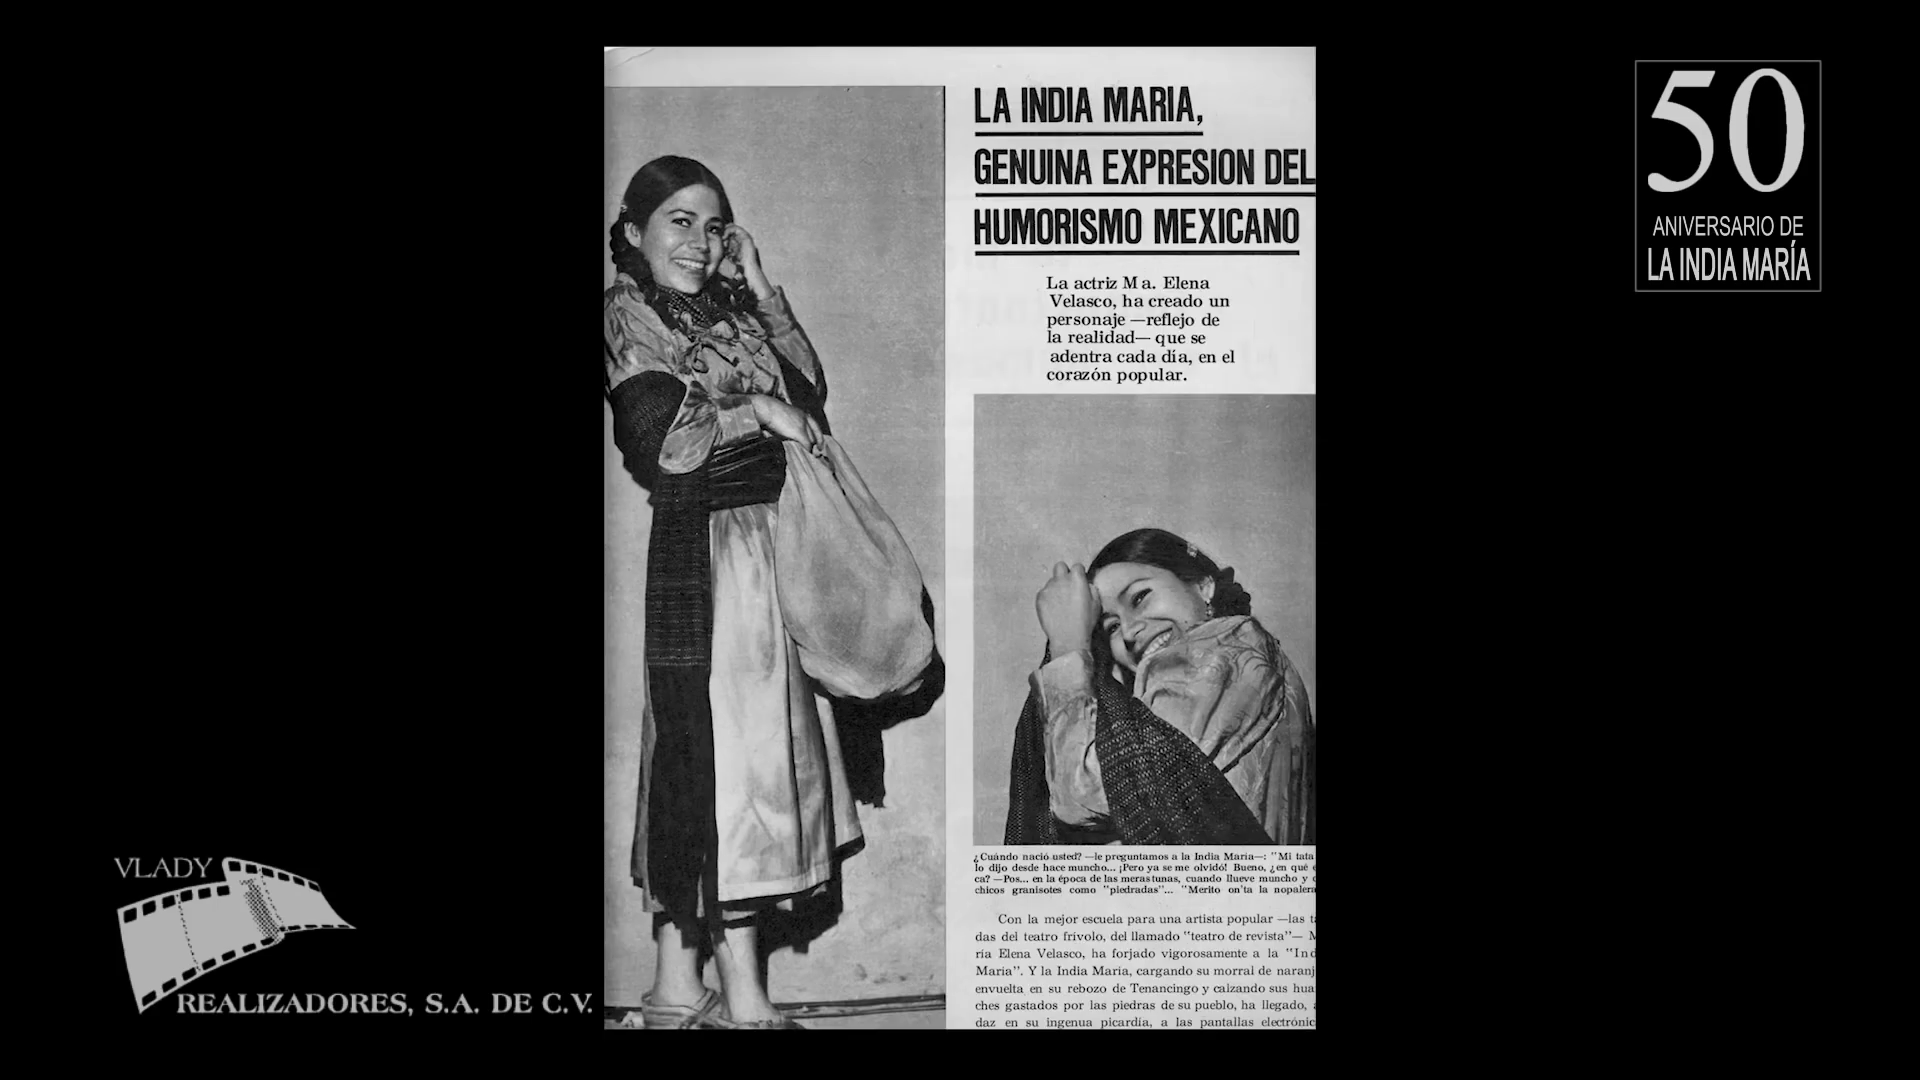 LA INDIA MARIA,
GENUINA EXPRESION DEL
HUMORISMO MEXICANO
La actriz Ma. Elena
Velasco, ha creado un
personaje —reflejo de
la realidad— que se
adentra cada día, en el
corazón popular.
¿Cuándo nació usted? —le preguntamos a la India María—: "Mi tata
lo dijo desde hace muncho... ¡Pero ya se me olvidó! Bueno, ¿en qué
ca? —Pos... en la época de las meras tunas, cuando llueve muncho y
chicos granisotes como "piedradas"... "Merito on'ta la nopalera
Con la mejor escuela para una artista popular —las
das del teatro frívolo, del llamado "teatro de revista"—
ría Elena Velasco, ha forjado vigorosamente a la "Ind
María". Y la India María, cargando su morral de naranj
envuelta en su rebozo de Tenancingo y calzando sus hua
ches gastados por las piedras de su pueblo, ha llegado,
daz en su ingenua picardía, a las pantallas electrónic
50
ANIVERSARIO DE
LA INDIA MARÍA
VLADY
REALIZADORES, S.A. DE C.V.